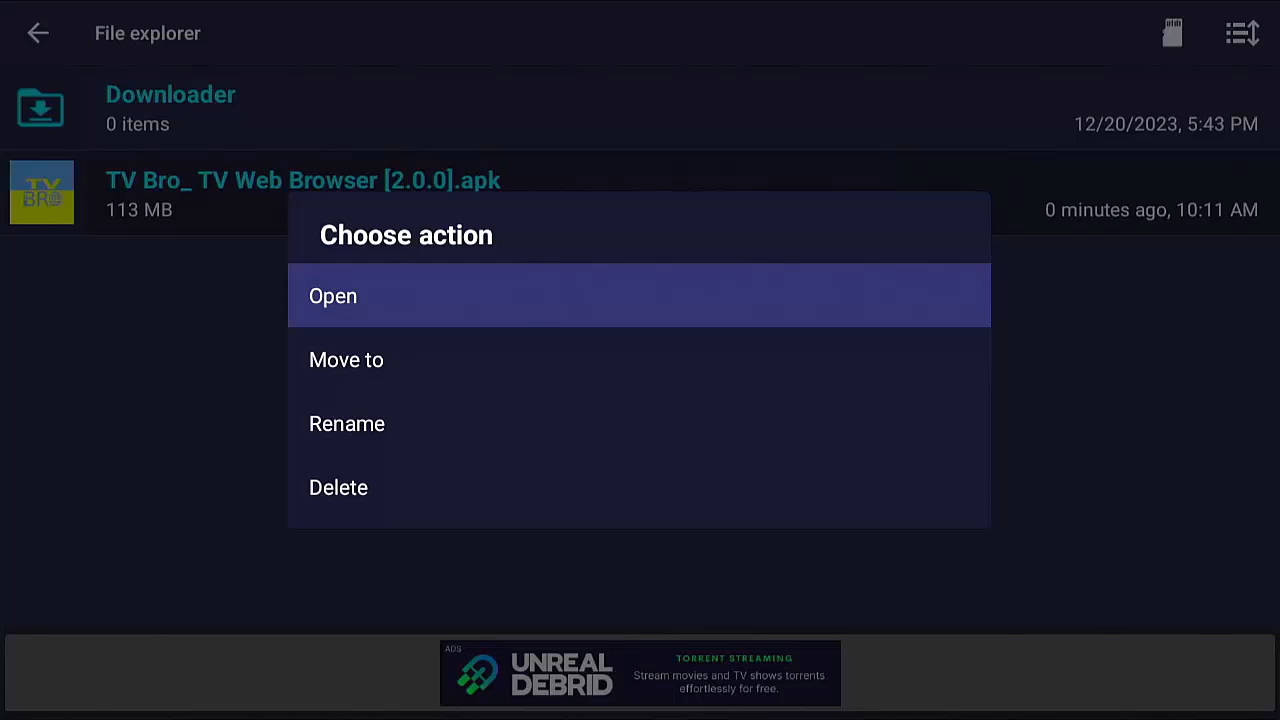 File explorer
Downloader
0 items
12/20/2023, 5:43 PM
TV BRO
TV Bro_ TV Web Browser [2.0.0].apk
113 MB
0 minutes ago, 10:11 AM
Choose action
Open
Move to
Rename
Delete
ADS
UNREAL
DEBRID
TORRENT STREAMING
Stream movies and TV shows torrents
effortlessly for free.